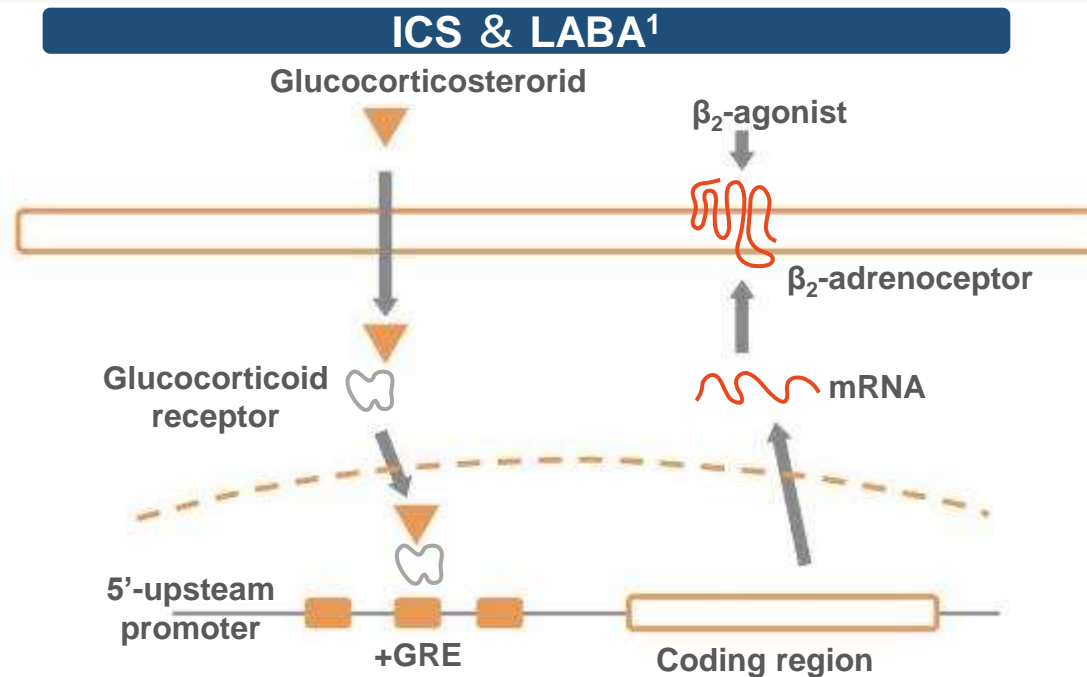 ICS & LABA¹
Glucocorticosterorid
β₂-agonist
β₂-adrenoceptor
Glucocorticoid
receptor
mRNA
5’-upsteam
promoter
+GRE
Coding region